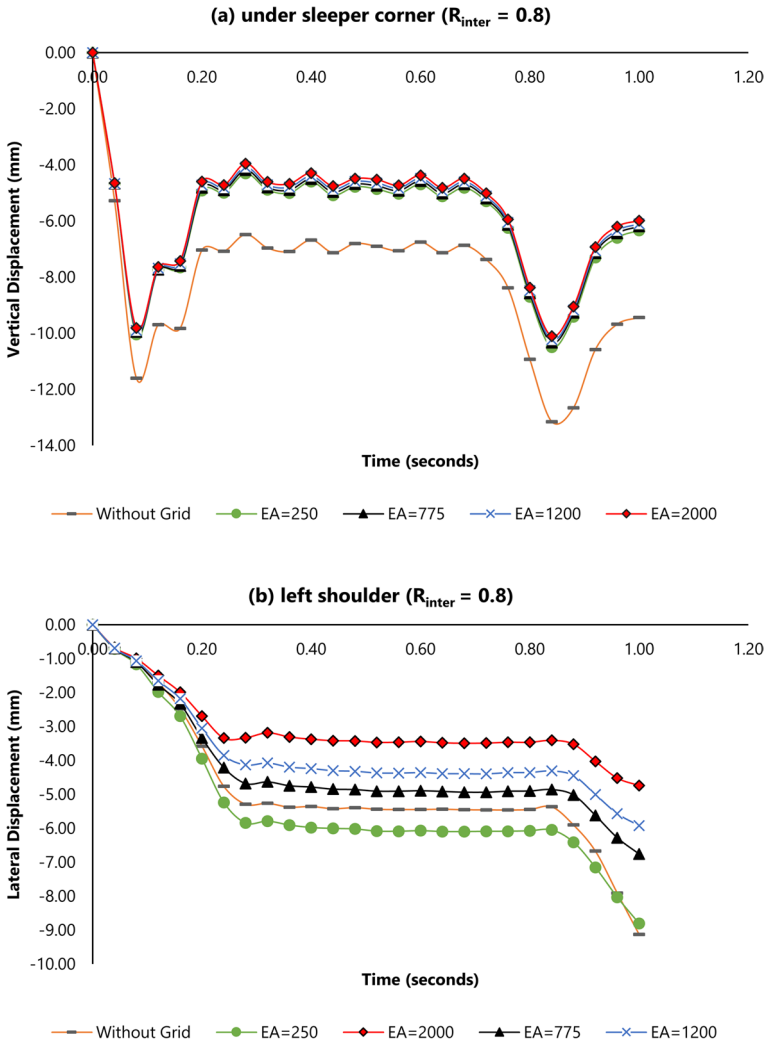 (a) under sleeper corner (Rinter = 0.8)
0.00
0.00 0.20 0.40 0.60 0.80 1.00 1.20
-2.00
-4.00
-6.00
-8.00
-10.00
-12.00
-14.00
Vertical Displacement (mm)
Time (seconds)
Without Grid EA=250 EA=775 EA=1200 EA=2000
(b) left shoulder (Rinter = 0.8)
0.00
0.00 0.20 0.40 0.60 0.80 1.00 1.20
-1.00
-2.00
-3.00
-4.00
-5.00
-6.00
-7.00
-8.00
-9.00
-10.00
Lateral Displacement (mm)
Time (seconds)
Without Grid EA=250 EA=2000 EA=775 EA=1200